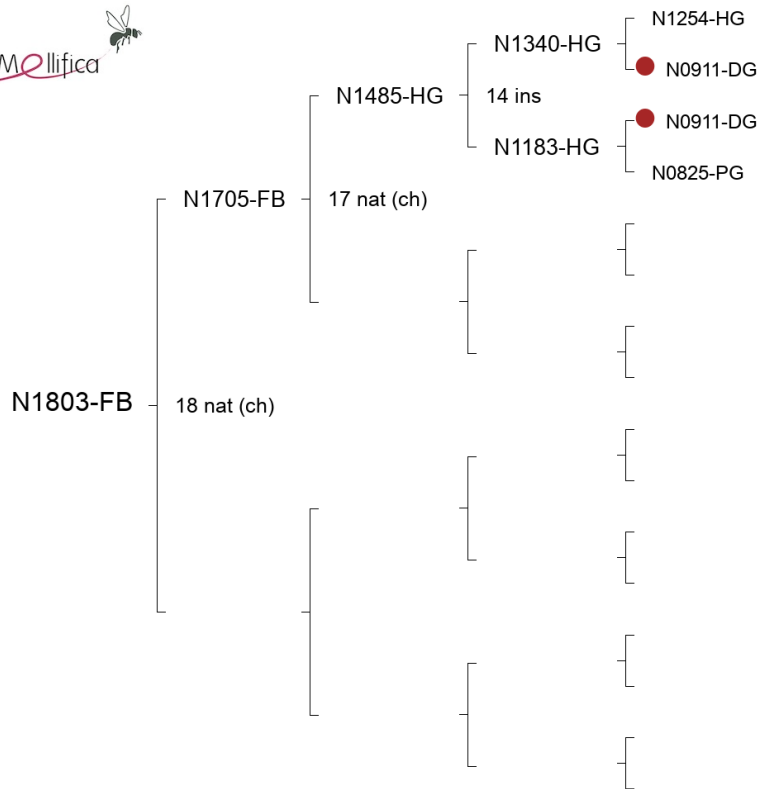 Mellifica
N1254-HG
N1340-HG
N0911-DG
N1485-HG
14 ins
N0911-DG
N1183-HG
N0825-PG
N1705-FB
17 nat (ch)
N1803-FB
18 nat (ch)